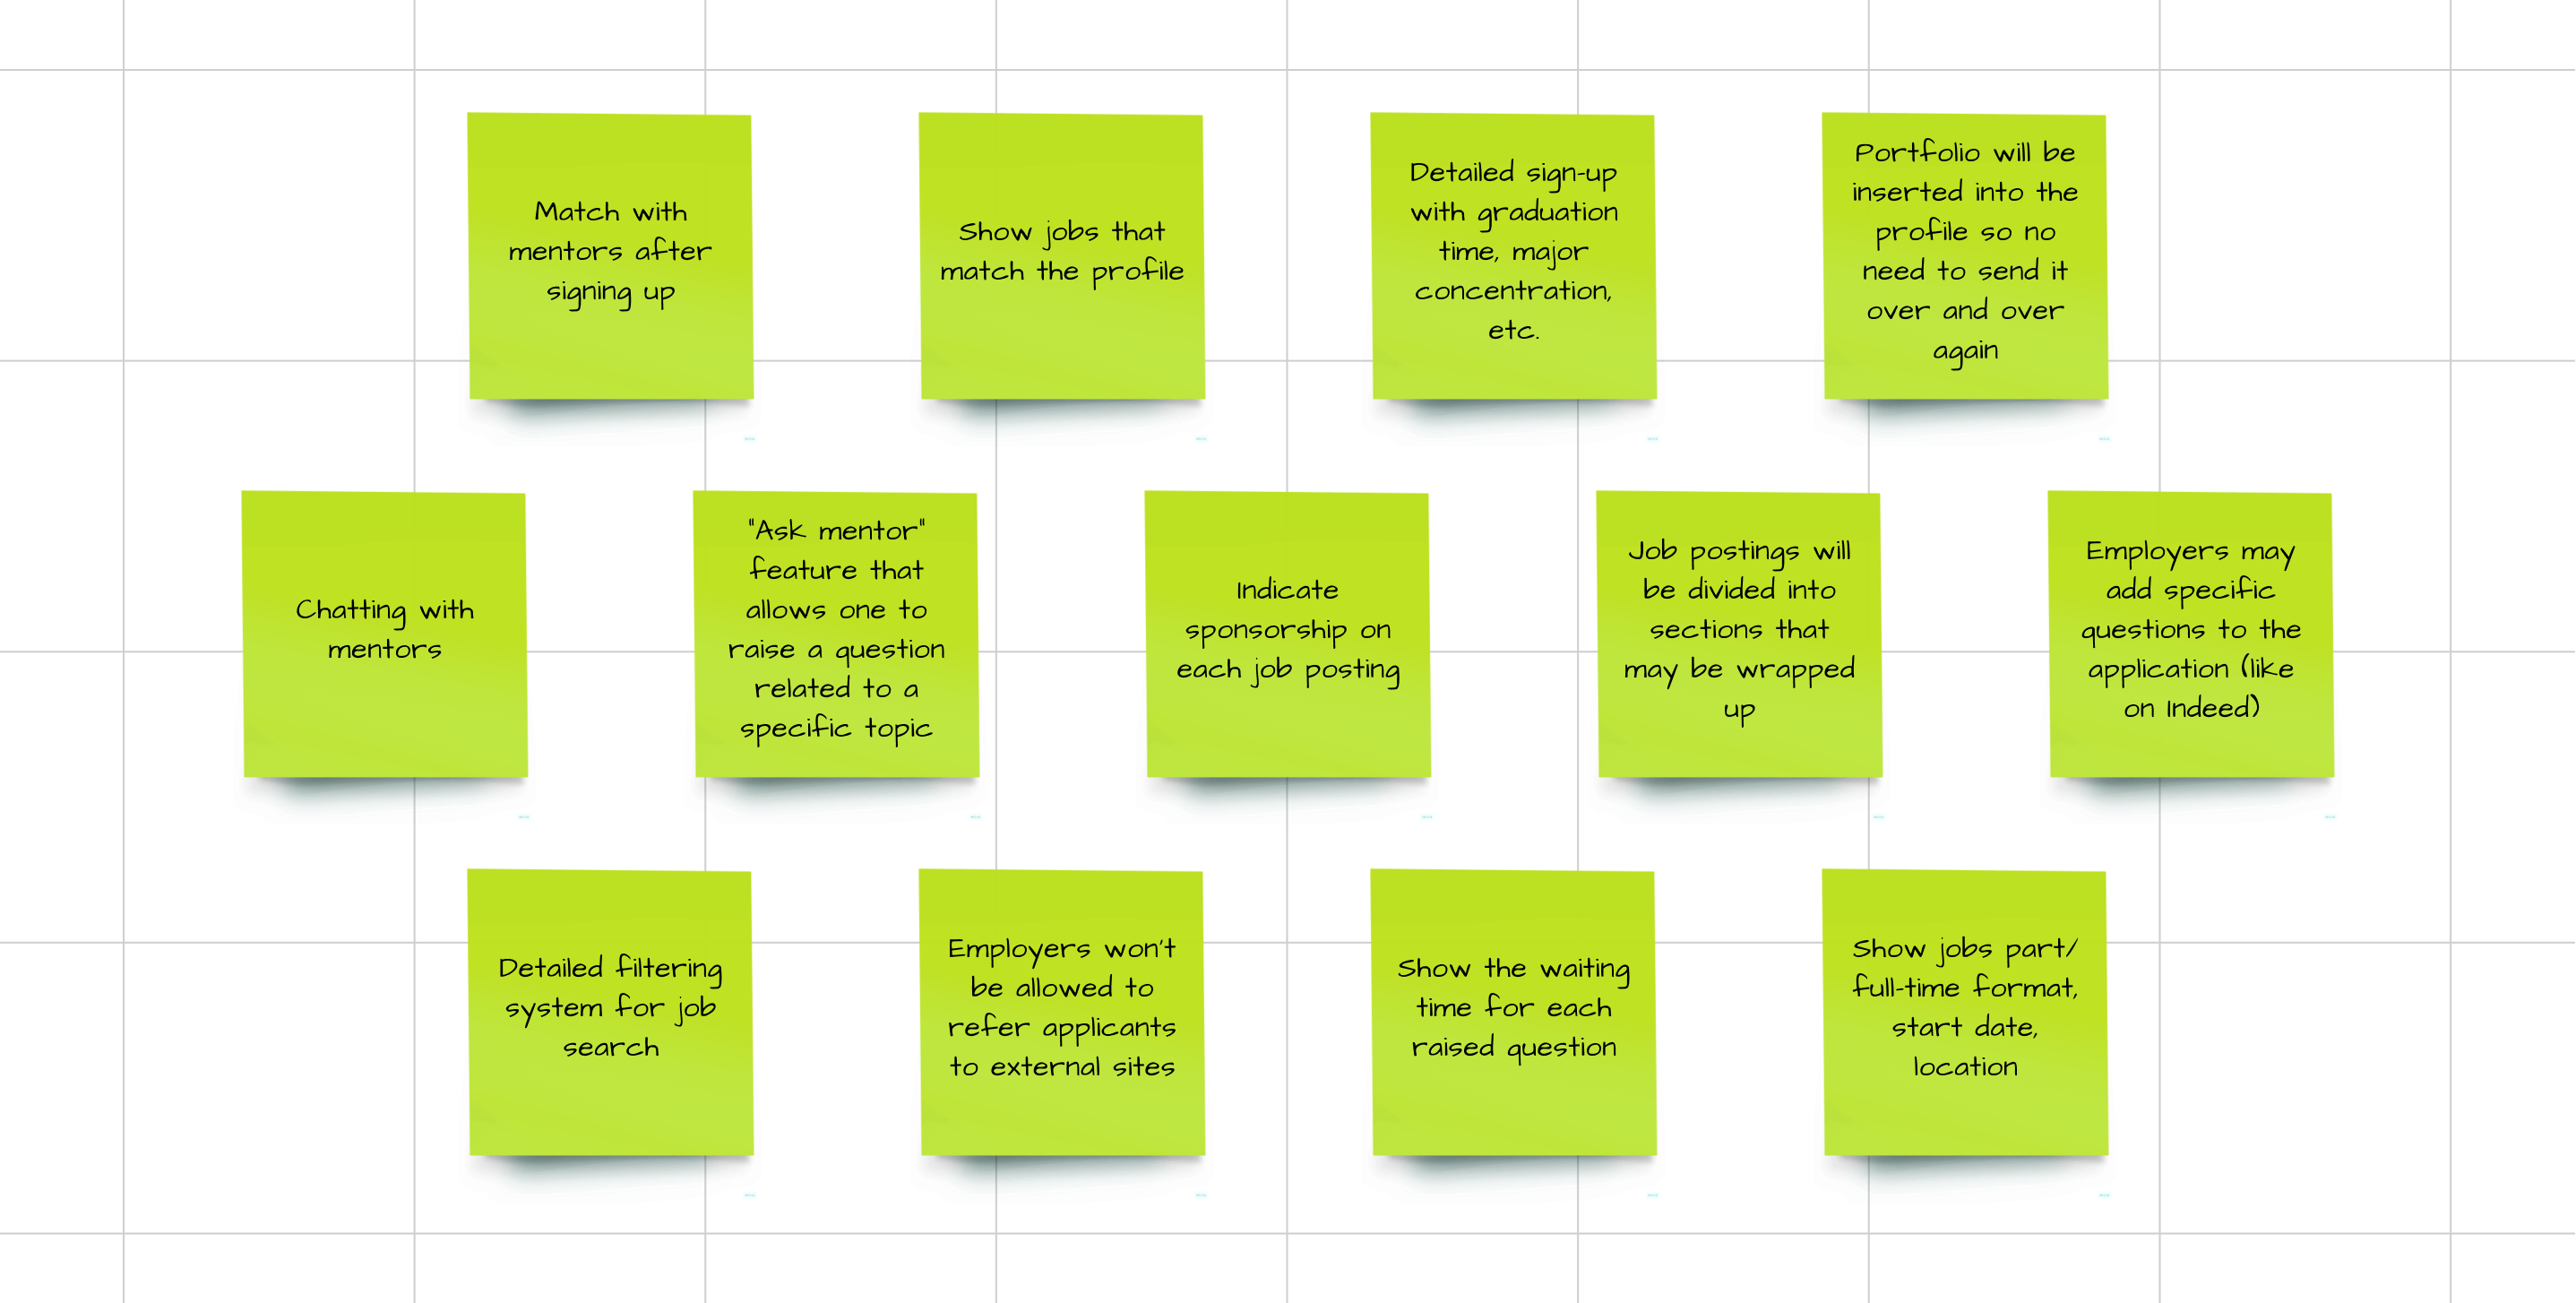 Match with
mentors after
signing up
Show jobs that
match the profile
Detailed sign-up
with graduation
time, major
concentration,
etc.
Portfolio will be
inserted into the
profile so no
need to send it
over and over
again
Chatting with
mentors
"Ask mentor"
feature that
allows one to
raise a question
related to a
specific topic
Indicate
sponsorship on
each job posting
Job postings will
be divided into
sections that
may be wrapped
up
Employers may
add specific
questions to the
application (like
on Indeed)
Detailed filtering
system for job
search
Employers won't
be allowed to
refer applicants
to external sites
Show the waiting
time for each
raised question
Show jobs part/
full-time format,
start date,
location